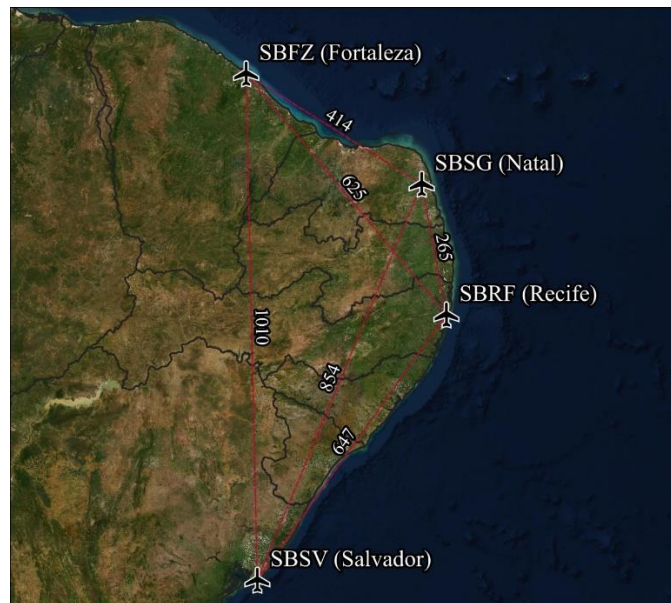 SBFZ (Fortaleza)
414
SBSG (Natal)
625
265
SBRF (Recife)
1010
854
647
SBSV (Salvador)